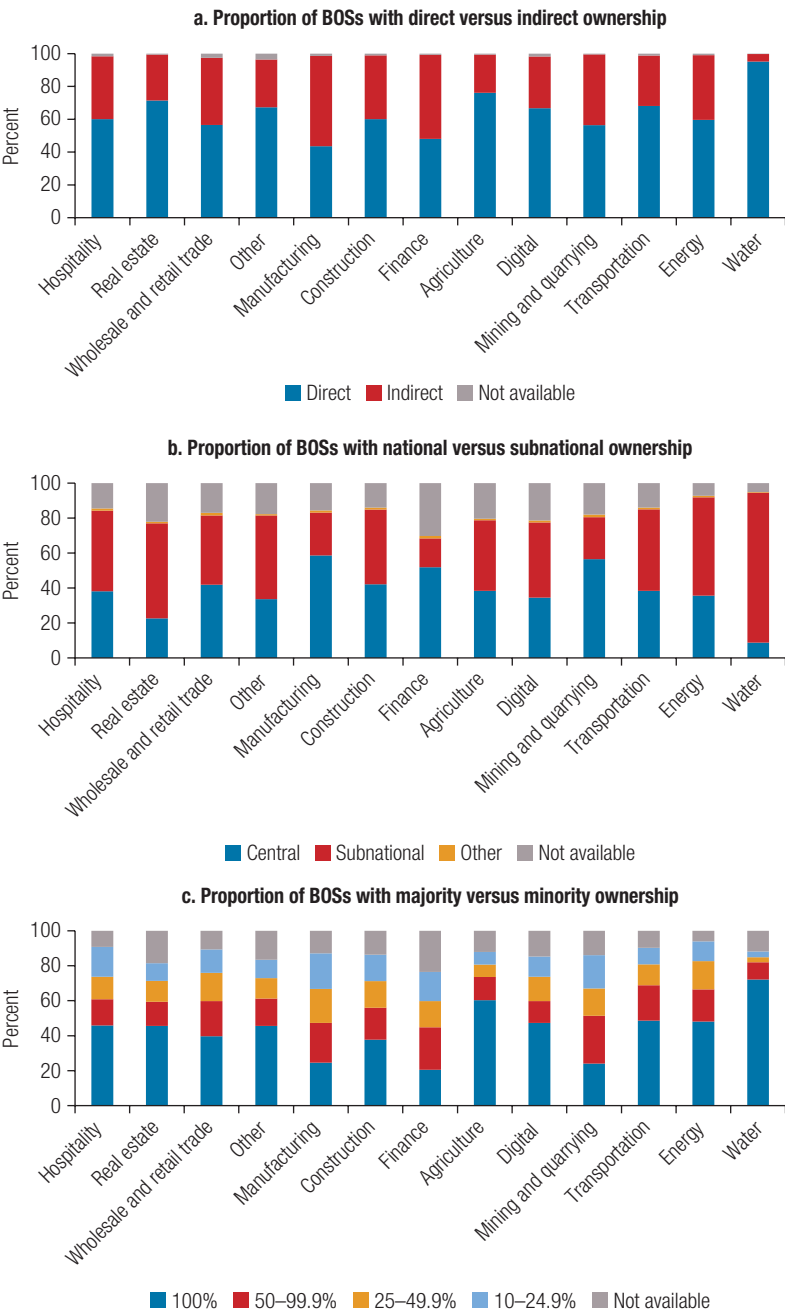 a. Proportion of BOSs with direct versus indirect ownership
100
80
60
40
20
0
Percent
Hospitality
Real estate
Wholesale and retail trade
Other
Manufacturing
Construction
Finance
Agriculture
Digital
Mining and quarrying
Transportation
Energy
Water
Direct Indirect Not available
b. Proportion of BOSs with national versus subnational ownership
100
80
60
40
20
0
Percent
Hospitality
Real estate
Wholesale and retail trade
Other
Manufacturing
Construction
Finance
Agriculture
Digital
Mining and quarrying
Transportation
Energy
Water
Central Subnational Other Not available
c. Proportion of BOSs with majority versus minority ownership
100
80
60
40
20
0
Percent
Hospitality
Real estate
Wholesale and retail trade
Other
Manufacturing
Construction
Finance
Agriculture
Digital
Mining and quarrying
Transportation
Energy
Water
100% 50–99.9% 25–49.9% 10–24.9% Not available